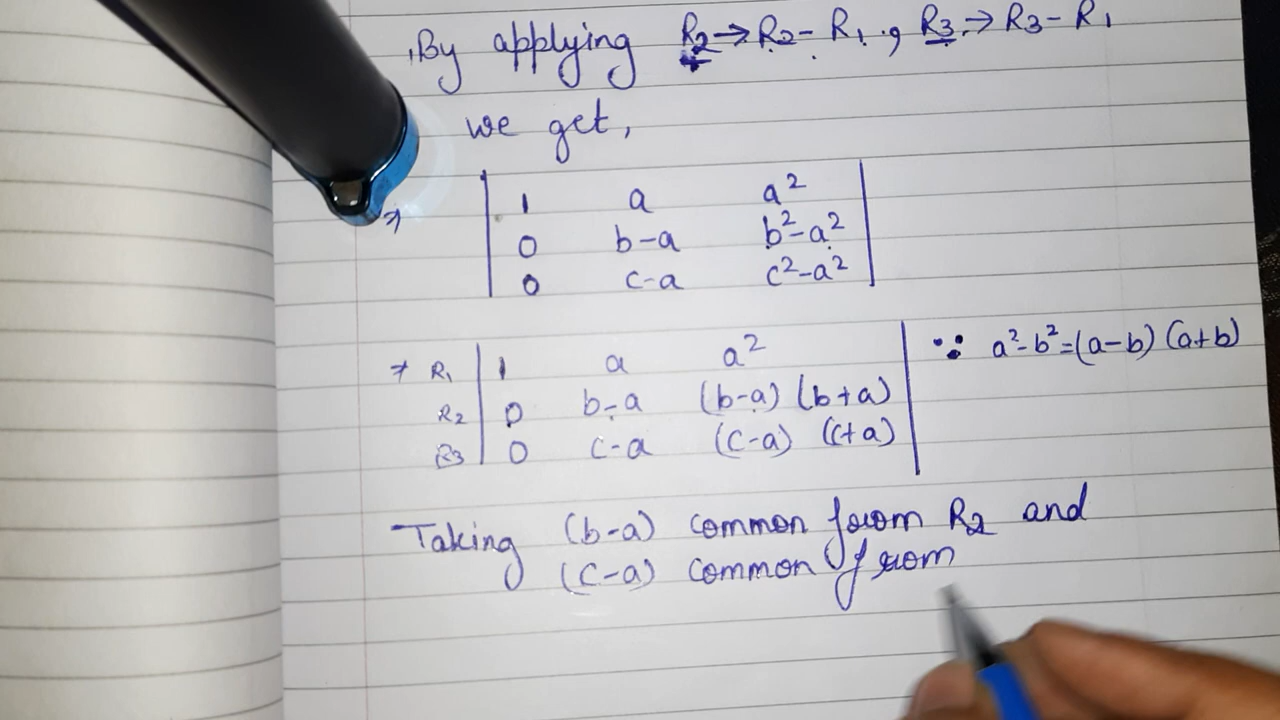 By applying R2→R2-R1, R3→R3-R1
we get,
⇒ | 1 a a² |
| 0 b-a b²-a² |
| 0 c-a c²-a² |
⇒ R1 | 1 a a² | ∵ a²-b²=(a-b)(a+b)
R2 | 0 b-a (b-a) (b+a) |
R3 | 0 c-a (c-a) (c+a) |
Taking (b-a) common from R2 and
(c-a) common from